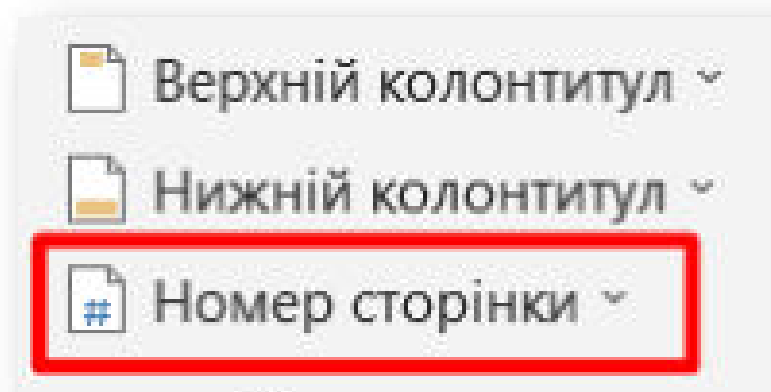 Верхній колонтитул
Нижній колонтитул
# Номер сторінки